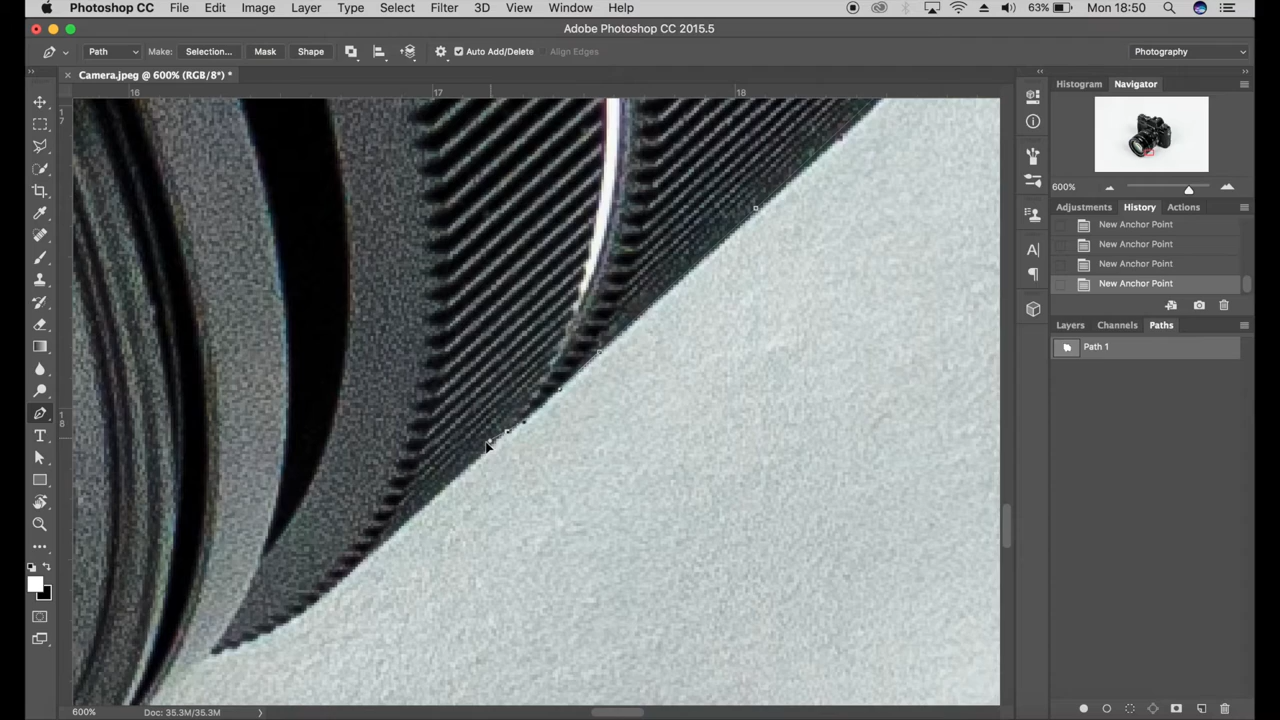 Photoshop CC File Edit Image Layer Type Select Filter 3D View Window Help 63% Mon 18:50
Adobe Photoshop CC 2015.5
Path Make: Selection... Mask Shape Auto Add/Delete Align Edges Photography
Camera.jpeg @ 600% (RGB/8*) *
Histogram Navigator
16 17 18
17
18
600%
Adjustments History Actions
New Anchor Point
New Anchor Point
New Anchor Point
New Anchor Point
Layers Channels Paths
Path 1
600% Doc: 35.3M/35.3M